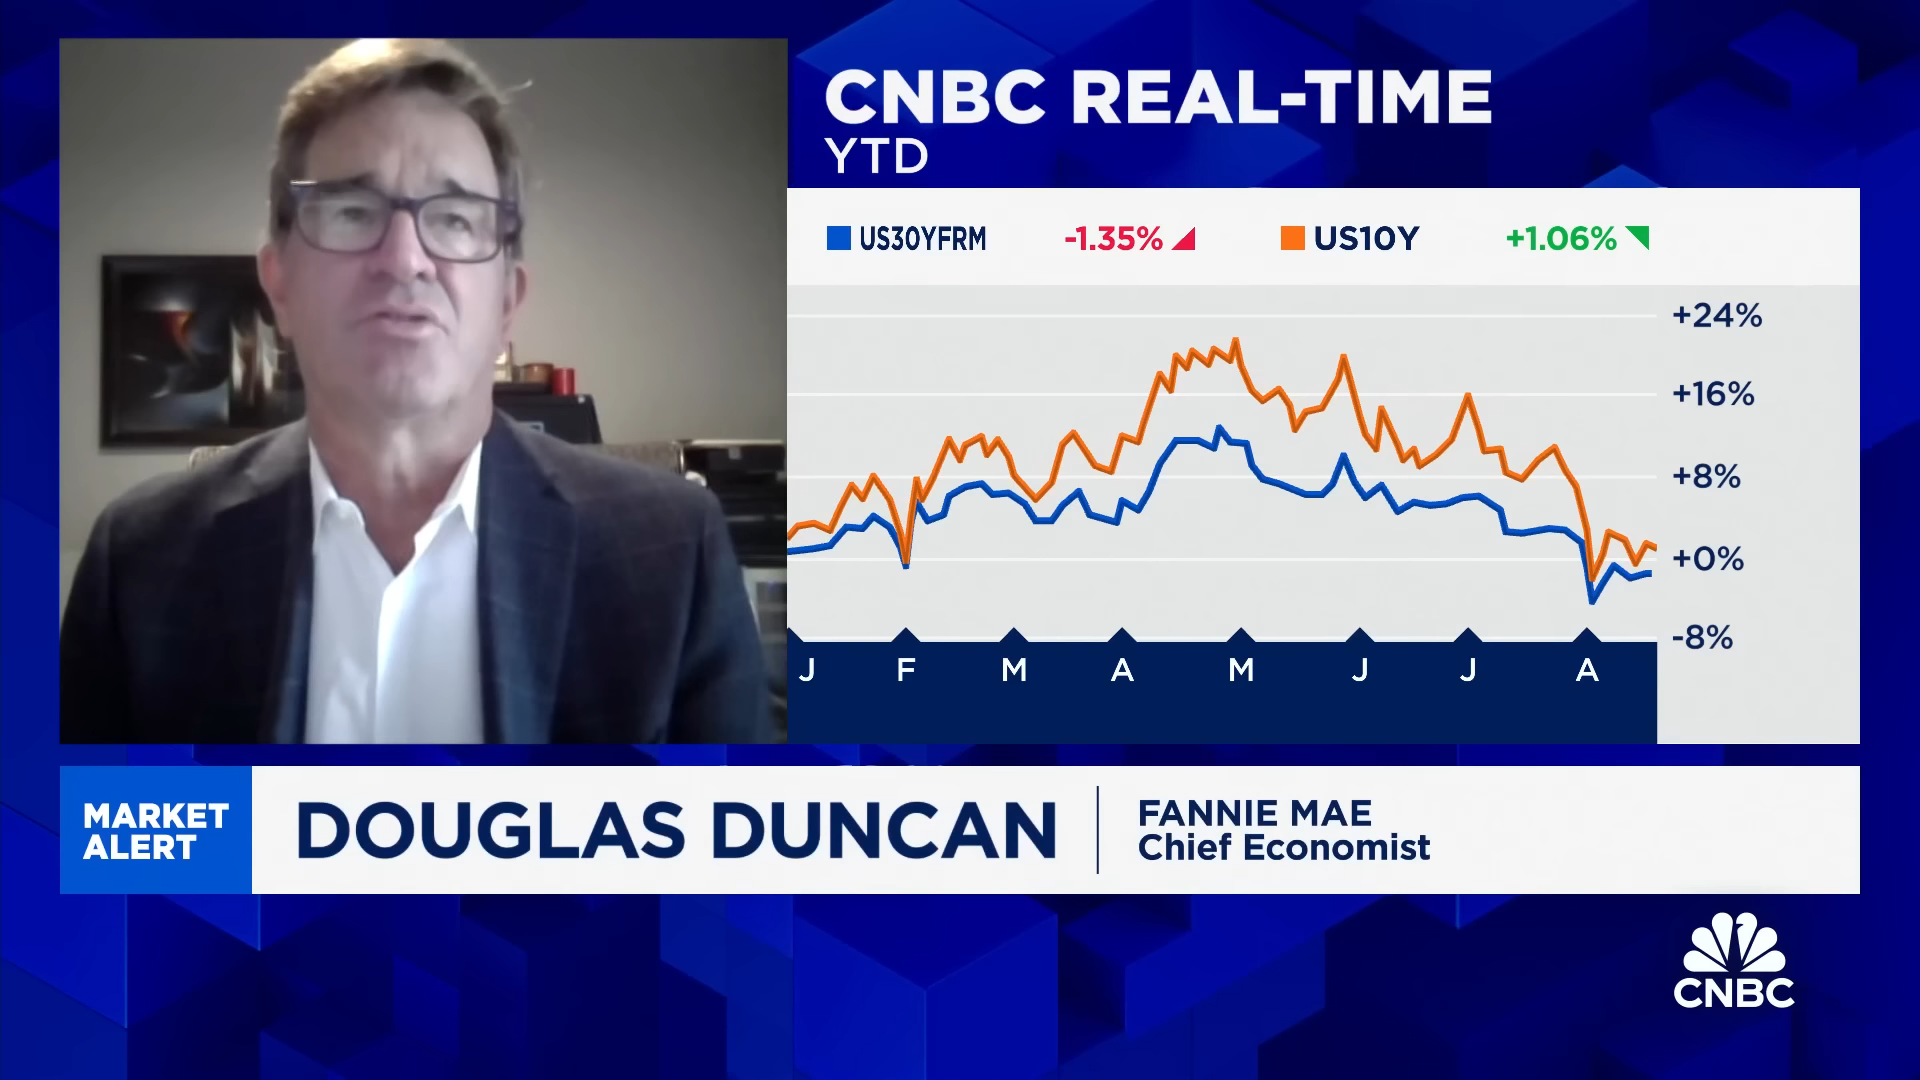 CNBC REAL-TIME
YTD
US30YFRM -1.35% US10Y +1.06%
+24%
+16%
+8%
+0%
-8%
J F M A M J J A
MARKET
ALERT
DOUGLAS DUNCAN
FANNIE MAE
Chief Economist
CNBC